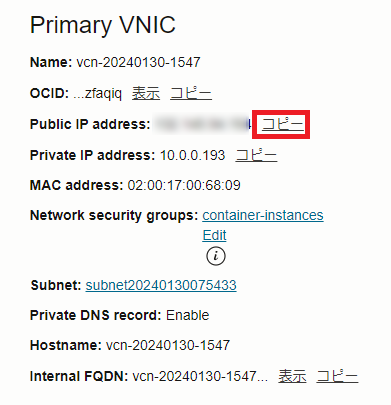 Primary VNIC
Name: vcn-20240130-1547
OCID: ...zfaqiq 表示 コピー
Public IP address: コピー
Private IP address: 10.0.0.193 コピー
MAC address: 02:00:17:00:68:09
Network security groups: container-instances
Edit
i
Subnet: subnet20240130075433
Private DNS record: Enable
Hostname: vcn-20240130-1547
Internal FQDN: vcn-20240130-1547... 表示 コピー